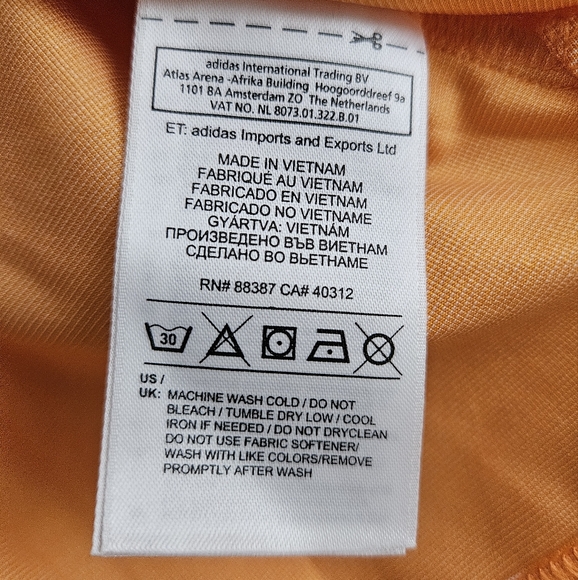 adidas International Trading BV
Atlas Arena -Afrika Building Hoogoorddreef 9a
1101 BA Amsterdam ZO The Netherlands
VAT NO. NL 8073.01.322.B.01
ET: adidas Imports and Exports Ltd
MADE IN VIETNAM
FABRIQUÉ AU VIETNAM
FABRICADO EN VIETNAM
FABRICADO NO VIETNAME
GYÁRTVA: VIETNÁM
ПРОИЗВЕДЕНО ВЪВ ВИЕТНАМ
СДЕЛАНО ВО ВЬЕТНАМЕ
RN# 88387 CA# 40312
30
US /
UK: MACHINE WASH COLD / DO NOT
BLEACH / TUMBLE DRY LOW / COOL
IRON IF NEEDED / DO NOT DRYCLEAN
DO NOT USE FABRIC SOFTENER/
WASH WITH LIKE COLORS/REMOVE
PROMPTLY AFTER WASH